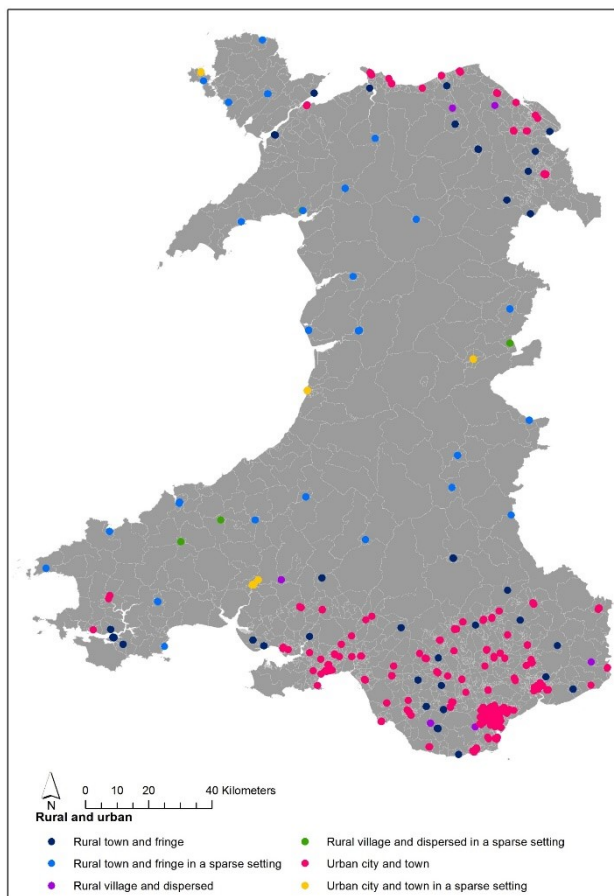 0 10 20 40 Kilometers
N
Rural and urban
Rural town and fringe
Rural town and fringe in a sparse setting
Rural village and dispersed
Rural village and dispersed in a sparse setting
Urban city and town
Urban city and town in a sparse setting